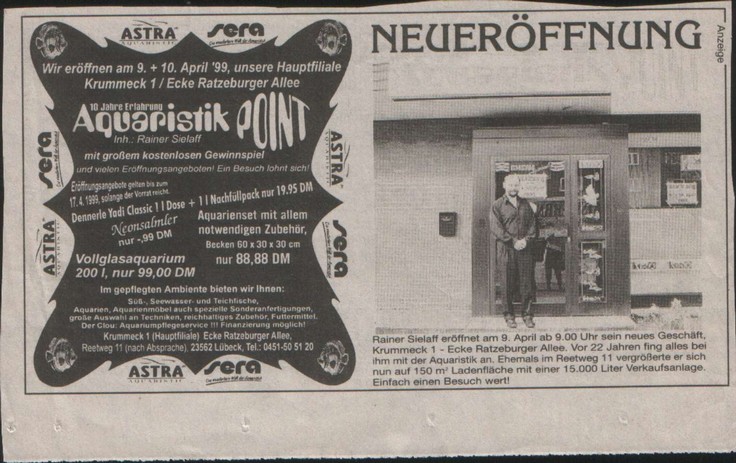 ASTRA
AQUARISTIC
sera
Wir eröffnen am 9. + 10. April '99, unsere Hauptfiliale
Krummeck 1 / Ecke Ratzeburger Allee
10 Jahre Erfahrung
Aquaristik POINT
Inh.: Rainer Sielaff
mit großem kostenlosen Gewinnspiel
und vielen Eröffnungsangeboten! Ein Besuch lohnt sich!
Eröffnungsangebote gelten bis zum
17. 4. 1999, solange der Vorrat reicht.
Dennerle Yadi Classic 1 l Dose + 1 l Nachfüllpack nur 19.95 DM
Neonsalmler
nur -,99 DM
Vollglasaquarium
200 l, nur 99,00 DM
Aquarienset mit allem
notwendigen Zubehör,
Becken 60 x 30 x 30 cm
nur 88,88 DM
Im gepflegten Ambiente bieten wir Ihnen:
Süß-, Seewasser- und Teichfische,
Aquarien, Aquarienmöbel auch spezielle Sonderanfertigungen,
große Auswahl an Techniken, reichhaltiges Zubehör, Futtermittel.
Der Clou: Aquariumpflegeservice !!! Finanzierung möglich!
Krummeck 1 (Hauptfiliale) Ecke Ratzeburger Allee,
Reetweg 11 (nach Absprache), 23562 Lübeck, Tel.: 0451-50 51 20
sera
ASTRA
ASTRA
sera
ASTRA
AQUARISTIC
sera
NEUERÖFFNUNG
Anzeige
Rainer Sielaff eröffnet am 9. April ab 9.00 Uhr sein neues Geschäft,
Krummeck 1 - Ecke Ratzeburger Allee. Vor 22 Jahren fing alles bei
ihm mit der Aquaristik an. Ehemals im Reetweg 11 vergrößerte er sich
nun auf 150 m² Ladenfläche mit einer 15.000 Liter Verkaufsanlage.
Einfach einen Besuch wert!